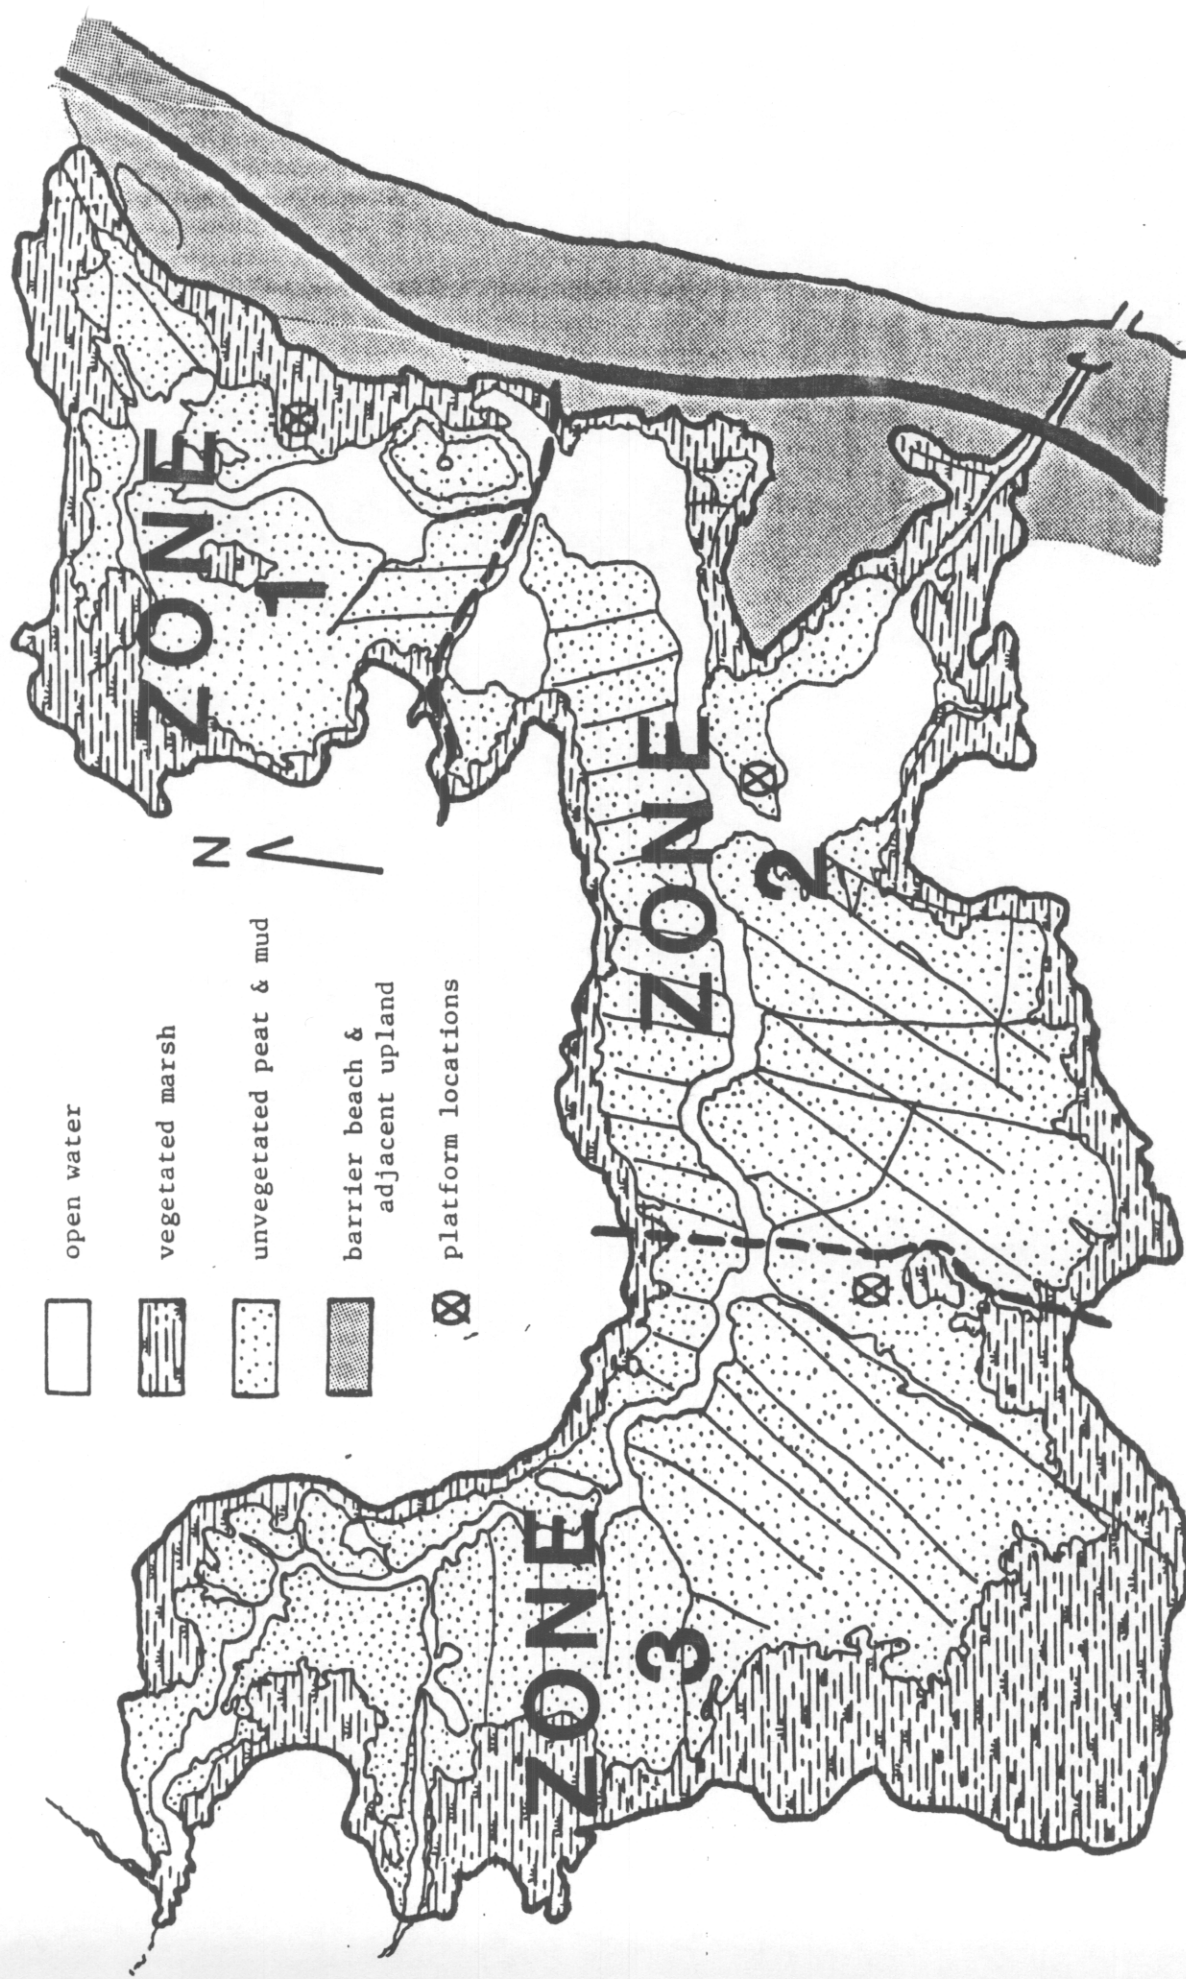 open water
vegetated marsh
unvegetated peat & mud
barrier beach &
adjacent upland
platform locations
N
ZONE
1
ZONE
2
ZONE
3